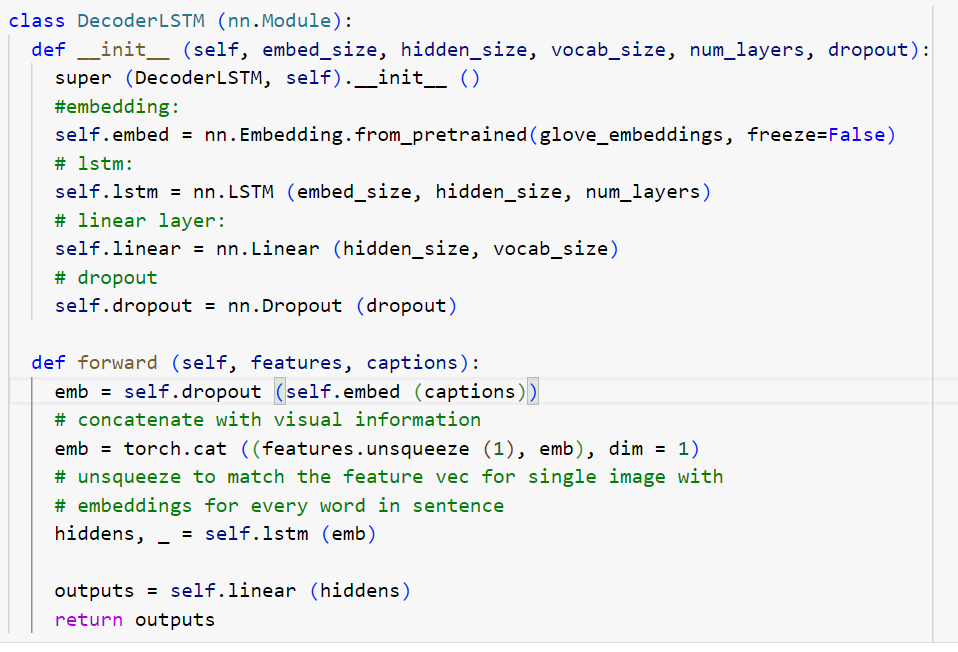 class DecoderLSTM (nn.Module):
def __init__ (self, embed_size, hidden_size, vocab_size, num_layers, dropout):
super (DecoderLSTM, self).__init__ ()
#embedding:
self.embed = nn.Embedding.from_pretrained(glove_embeddings, freeze=False)
# lstm:
self.lstm = nn.LSTM (embed_size, hidden_size, num_layers)
# linear layer:
self.linear = nn.Linear (hidden_size, vocab_size)
# dropout
self.dropout = nn.Dropout (dropout)
def forward (self, features, captions):
emb = self.dropout (self.embed (captions))
# concatenate with visual information
emb = torch.cat ((features.unsqueeze (1), emb), dim = 1)
# unsqueeze to match the feature vec for single image with
# embeddings for every word in sentence
hiddens, _ = self.lstm (emb)
outputs = self.linear (hiddens)
return outputs